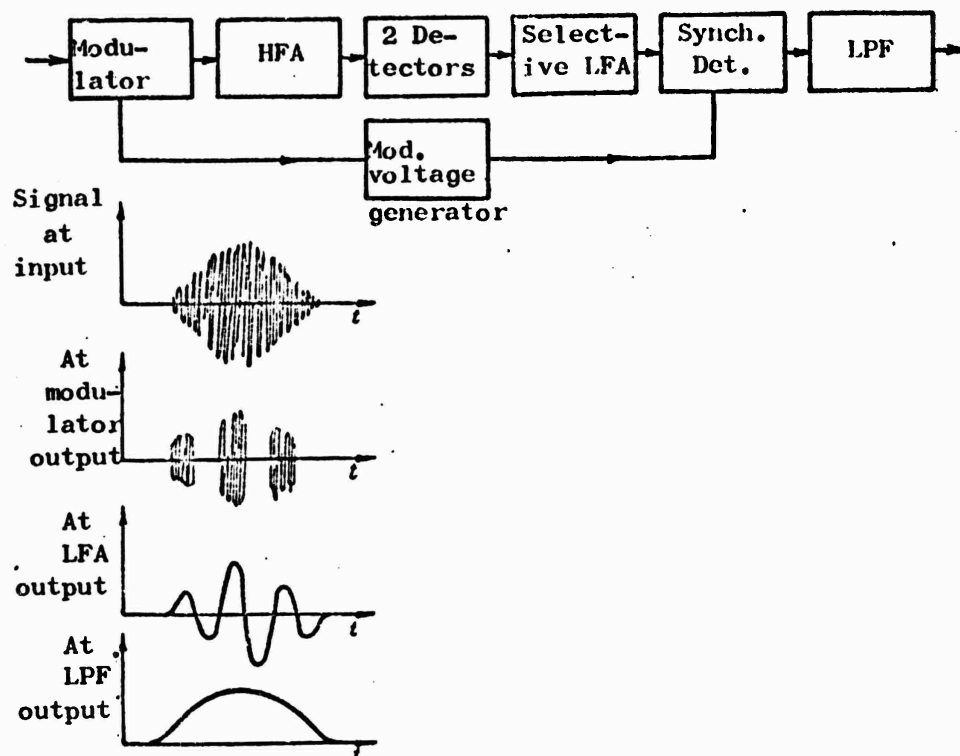 Modu-
lator
HFA
2 De-
tectors
Select-
ive LFA
Synch.
Det.
LPF
Mod.
voltage
generator
Signal
at
input
t
At
modu-
lator
output
t
At
LFA
output
t
At
LPF
output
t